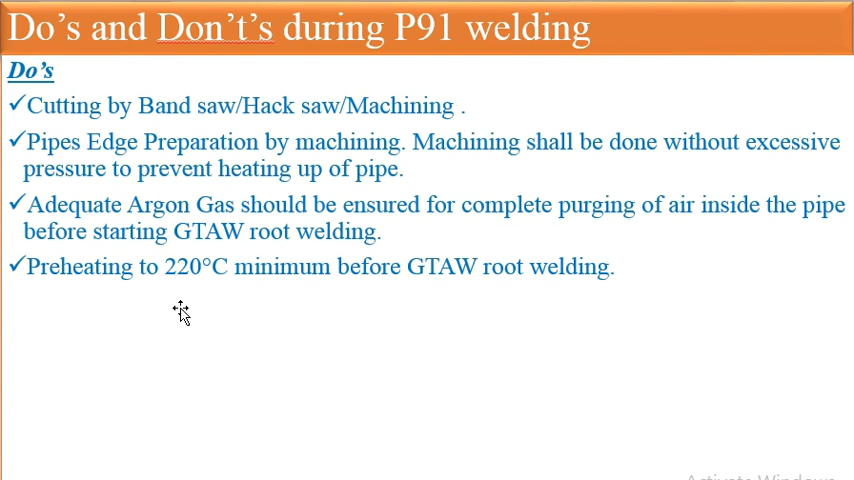 Do’s and Don’t’s during P91 welding
Do’s
✓Cutting by Band saw/Hack saw/Machining .
✓Pipes Edge Preparation by machining. Machining shall be done without excessive
pressure to prevent heating up of pipe.
✓Adequate Argon Gas should be ensured for complete purging of air inside the pipe
before starting GTAW root welding.
✓Preheating to 220°C minimum before GTAW root welding.
Activate Windows